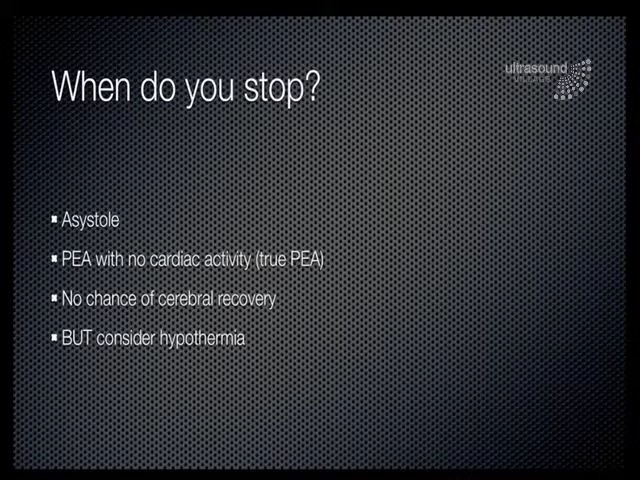 When do you stop?
ultrasound
Asystole
PEA with no cardiac activity (true PEA)
No chance of cerebral recovery
BUT consider hypothermia